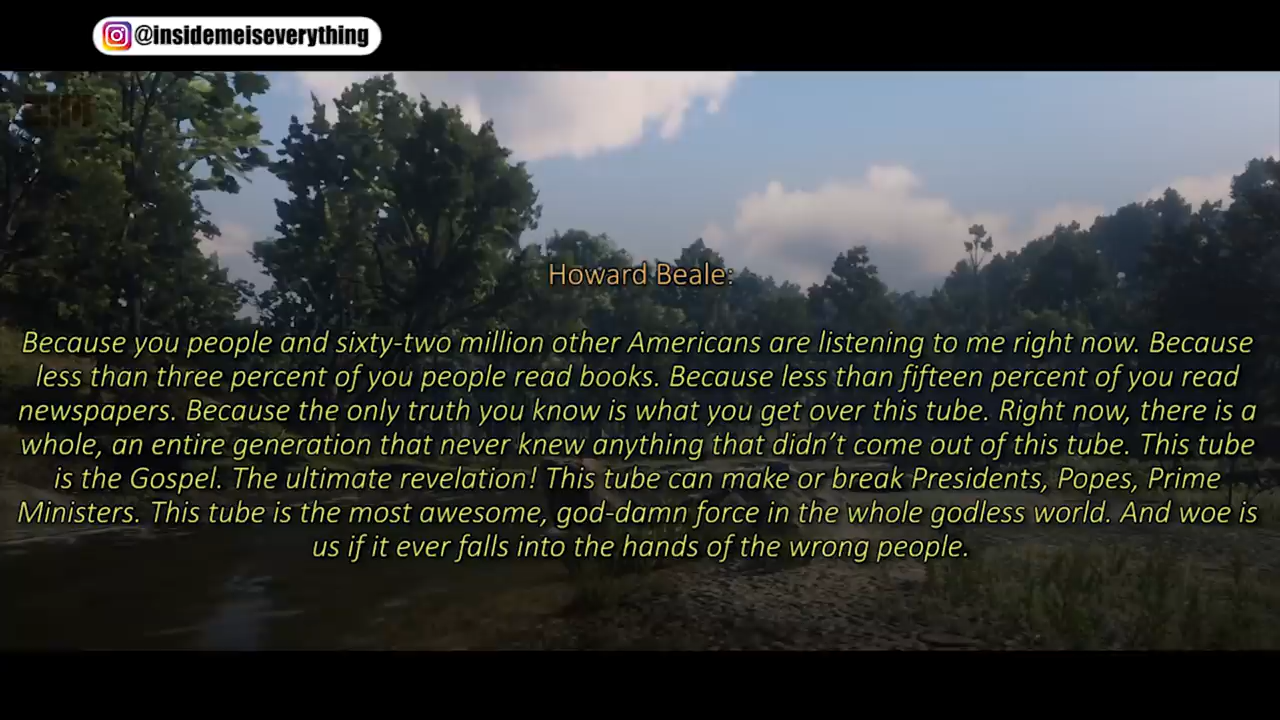 @insidemeiseverything
Howard Beale:
Because you people and sixty-two million other Americans are listening to me right now. Because
less than three percent of you people read books. Because less than fifteen percent of you read
newspapers. Because the only truth you know is what you get over this tube. Right now, there is a
whole, an entire generation that never knew anything that didn’t come out of this tube. This tube
is the Gospel. The ultimate revelation! This tube can make or break Presidents, Popes, Prime
Ministers. This tube is the most awesome, god-damn force in the whole godless world. And woe is
us if it ever falls into the hands of the wrong people.